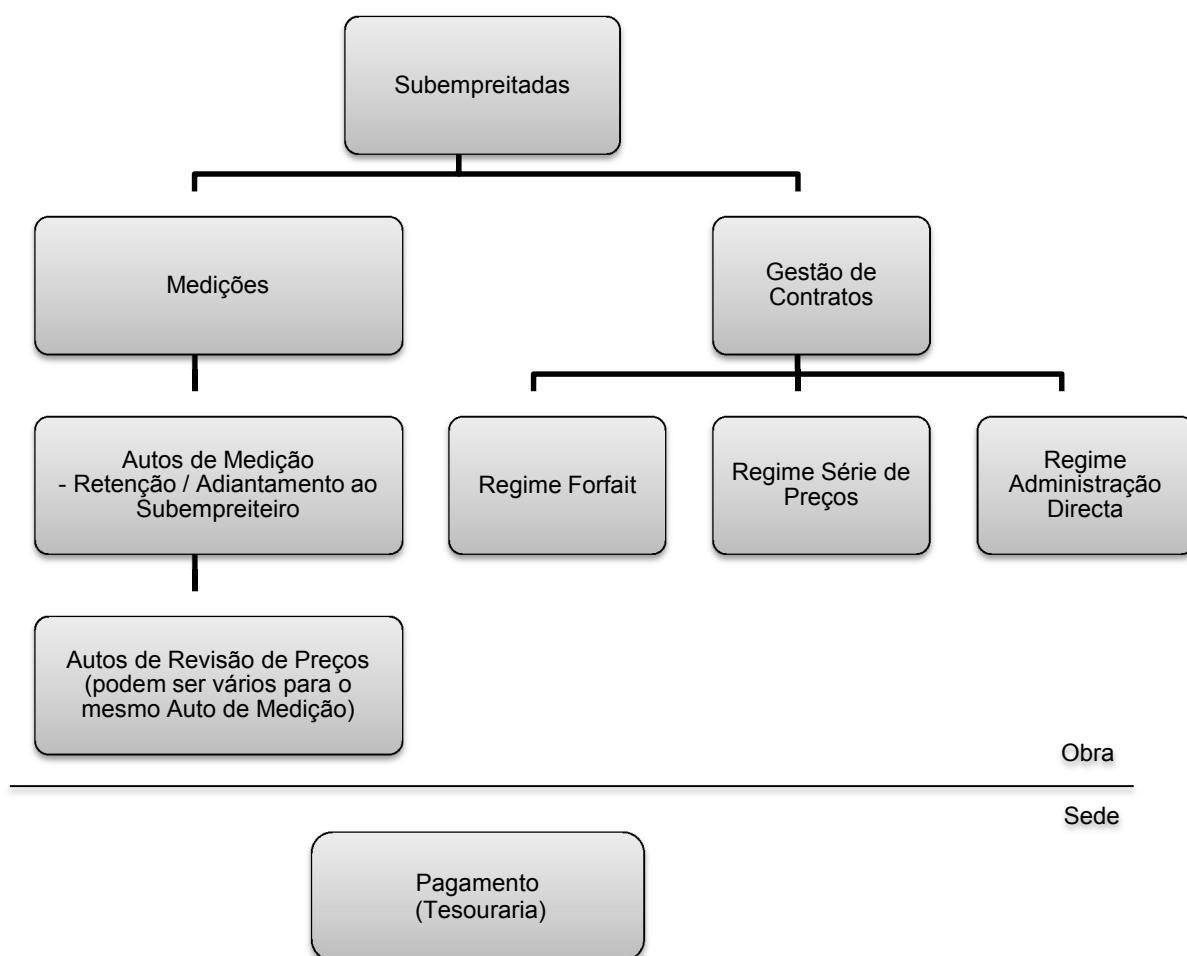 Subempreitadas
Medições
Gestão de
Contratos
Autos de Medição
- Retenção / Adiantamento ao
Subempreiteiro
Regime Forfait
Regime Série de
Preços
Regime
Administração
Directa
Autos de Revisão de Preços
(podem ser vários para o
mesmo Auto de Medição)
Obra
Sede
Pagamento
(Tesouraria)